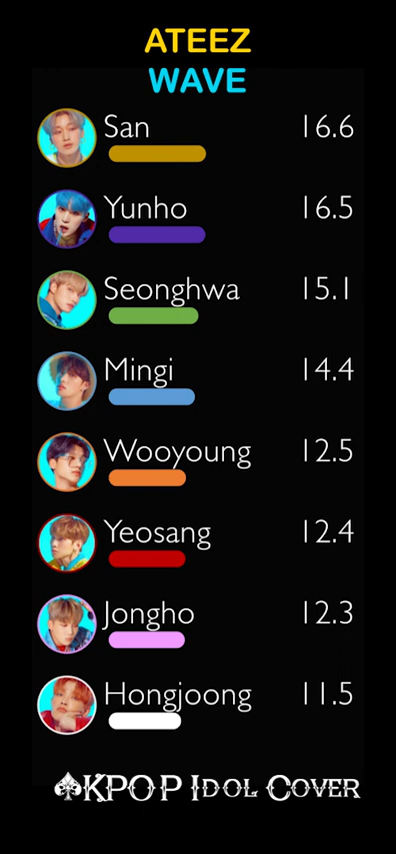 ATEEZ
WAVE
San 16.6
Yunho 16.5
Seonghwa 15.1
Mingi 14.4
Wooyoung 12.5
Yeosang 12.4
Jongho 12.3
Hongjoong 11.5
KPOP Idol Cover